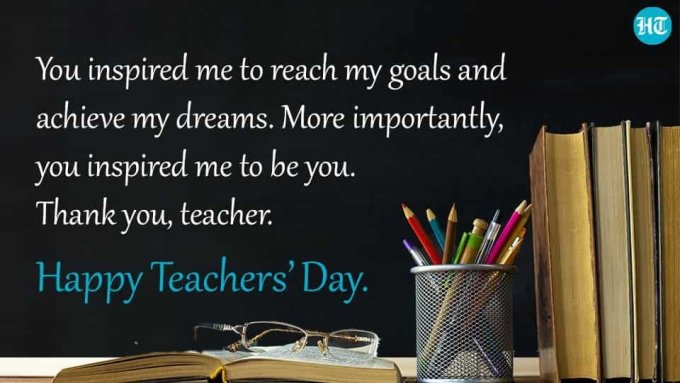 HT
You inspired me to reach my goals and
achieve my dreams. More importantly,
you inspired me to be you.
Thank you, teacher.
Happy Teachers’ Day.